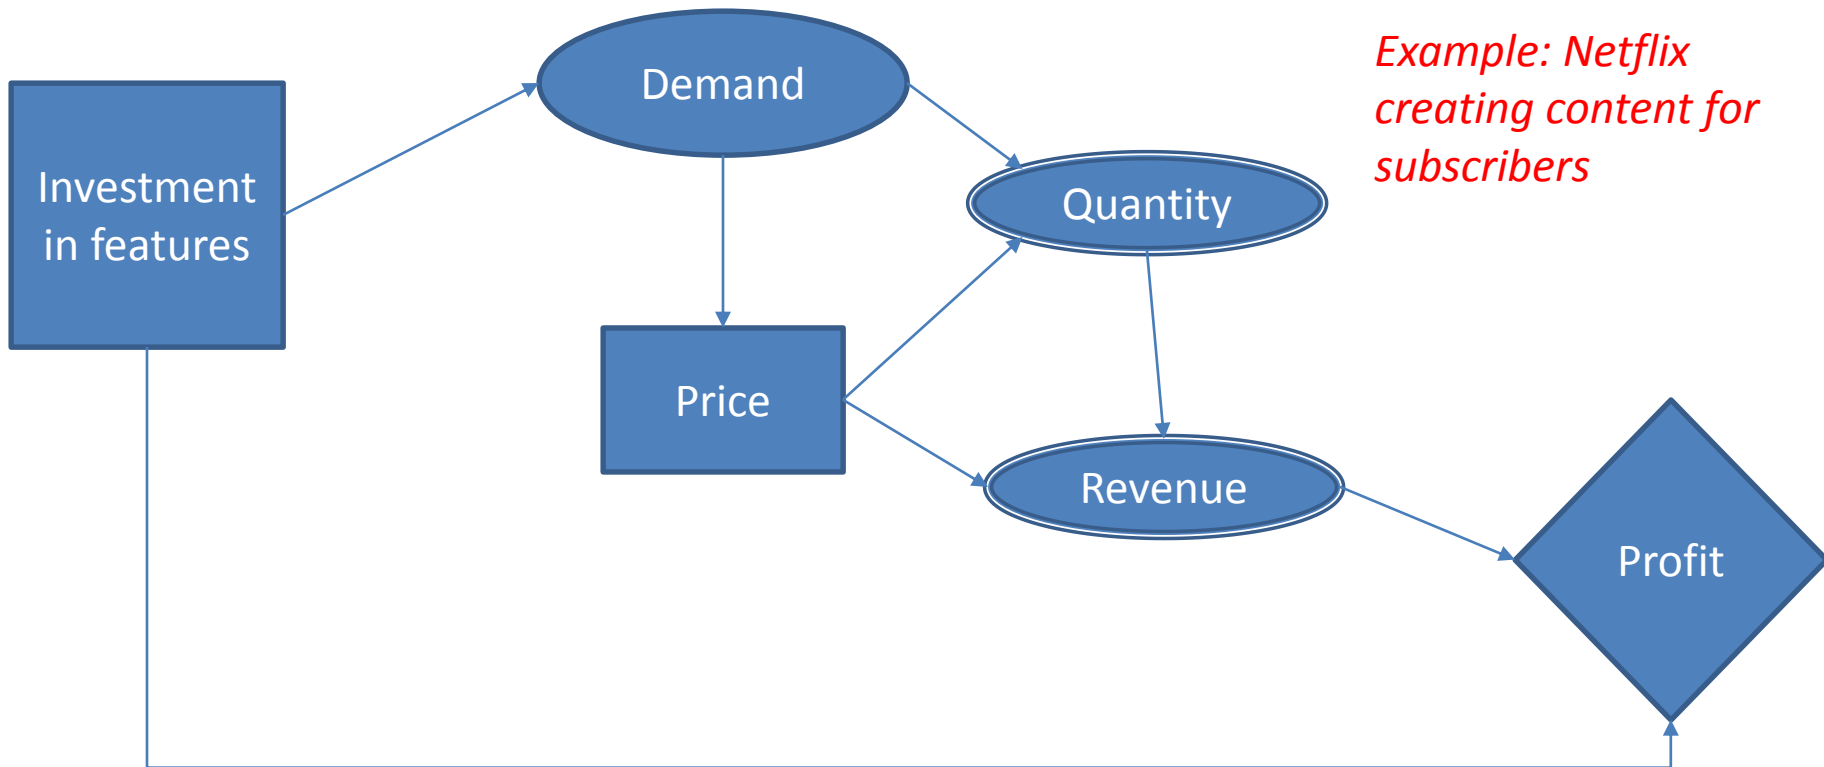 Investment
in features
Demand
Price
Quantity
Revenue
Profit
Example: Netflix
creating content for
subscribers